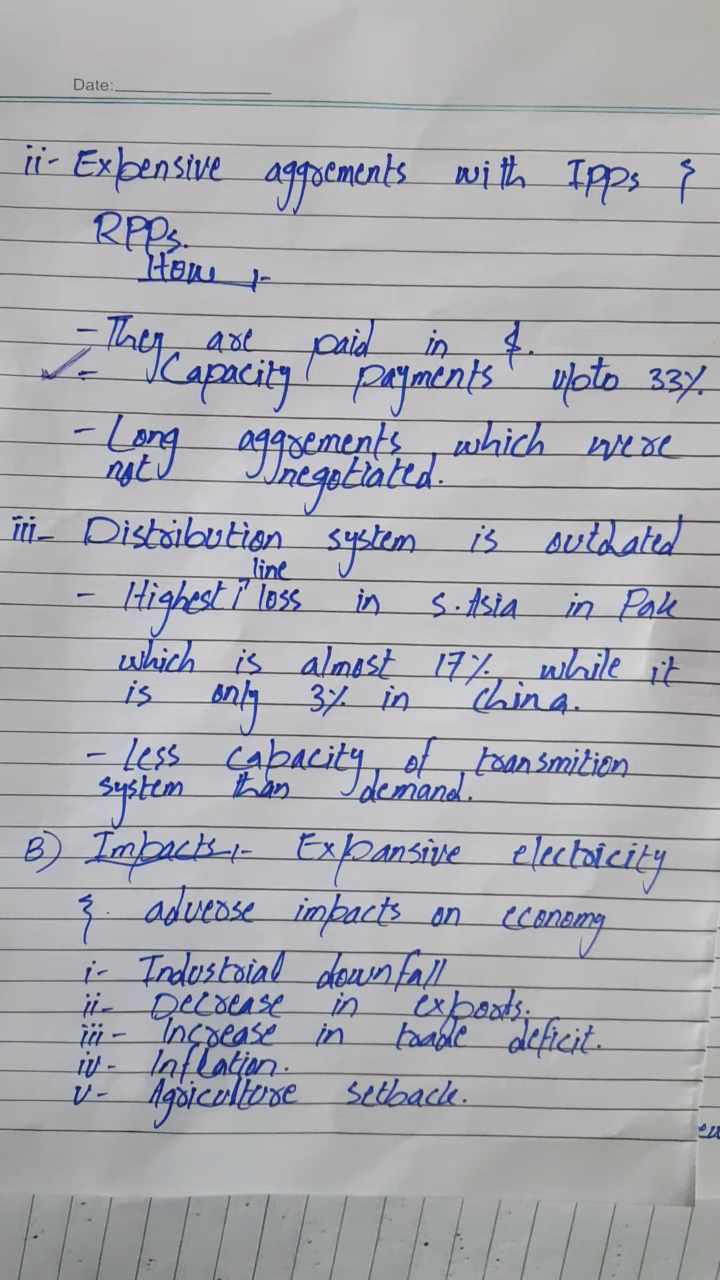 Date:
ii- Expensive aggrements with IPPs &
RPPs.
How :-
- They are paid in $.
- Capacity payments upto 33%.
- Long aggrements which were
not negotiated.
iii- Distribution system is outdated
line
- Highest loss in S.Asia in Pak
which is almost 17% while it
is only 3% in China.
- Less capacity of transmition
system than demand.
B) Impacts:- Expansive electricity
& adverse impacts on economy
i- Industrial downfall
ii- Decrease in exports.
iii- Increase in trade deficit.
iv- Inflation.
v- Agriculture setback.